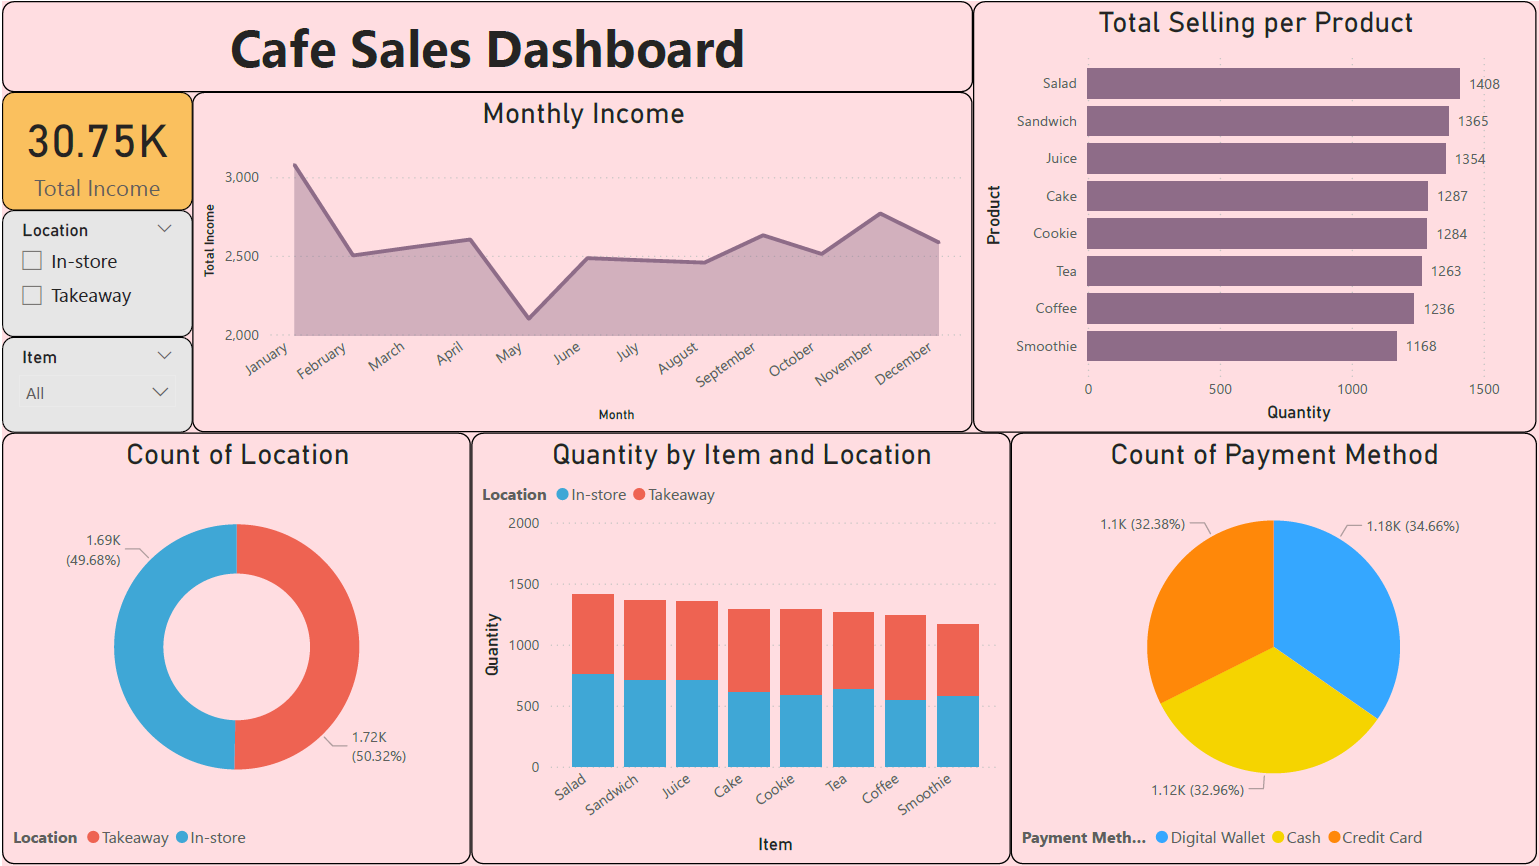 Cafe Sales Dashboard
30.75K
Total Income
Location
In-store
Takeaway
Item
All
Monthly Income
Total Income
3,000
2,500
2,000
January
February
March
April
May
June
July
August
September
October
November
December
Month
Total Selling per Product
Product
Salad 1408
Sandwich 1365
Juice 1354
Cake 1287
Cookie 1284
Tea 1263
Coffee 1236
Smoothie 1168
0 500 1000 1500
Quantity
Count of Location
1.69K
(49.68%)
1.72K
(50.32%)
Location Takeaway In-store
Quantity by Item and Location
Location In-store Takeaway
Quantity
2000
1500
1000
500
0
Salad
Sandwich
Juice
Cake
Cookie
Tea
Coffee
Smoothie
Item
Count of Payment Method
1.1K (32.38%)
1.18K (34.66%)
1.12K (32.96%)
Payment Meth... Digital Wallet Cash Credit Card